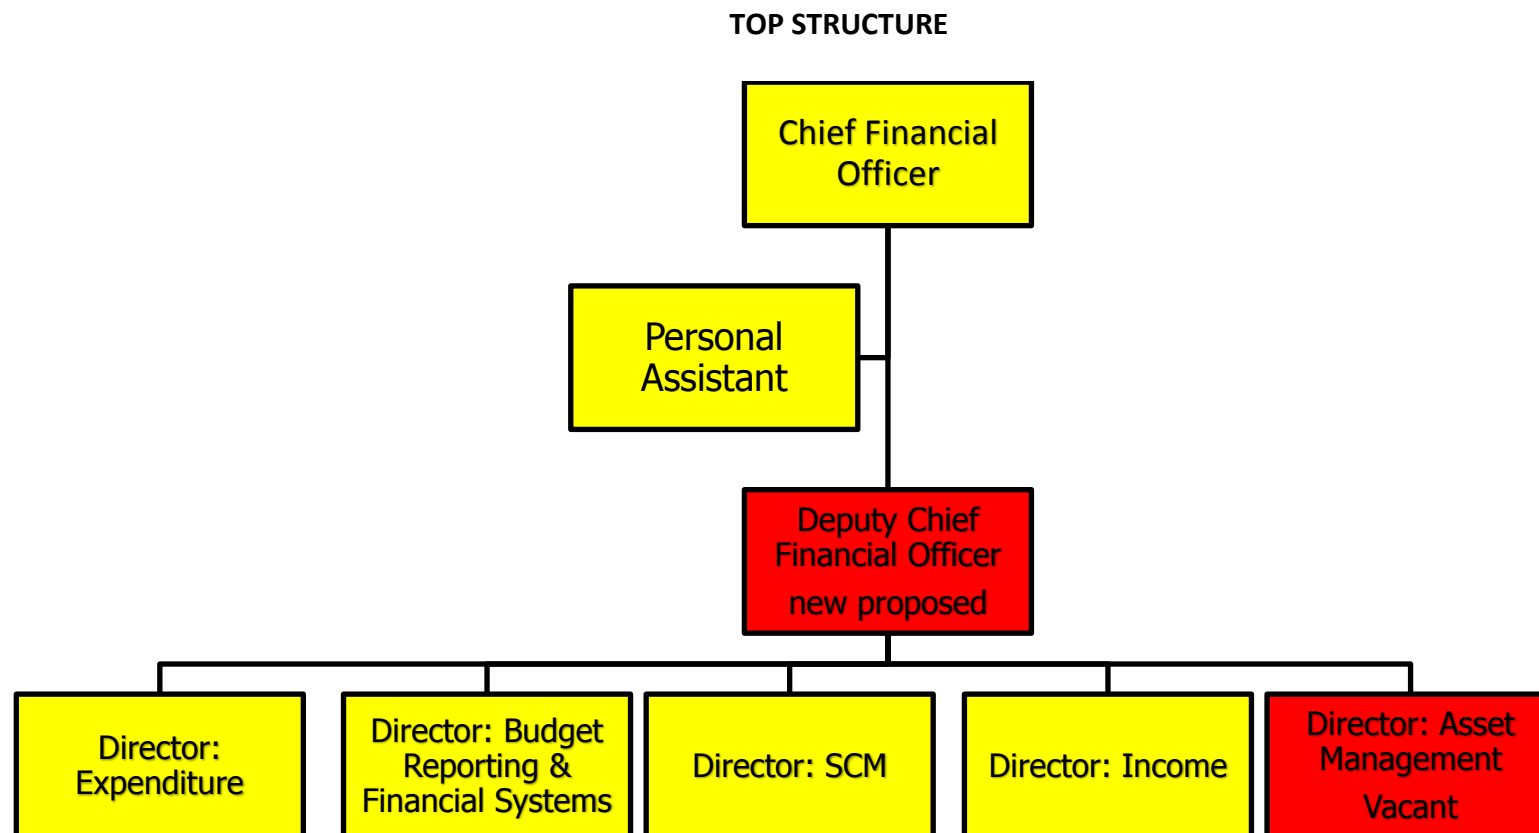 TOP STRUCTURE
Chief Financial
Officer
Personal
Assistant
Deputy Chief
Financial Officer
new proposed
Director:
Expenditure
Director: Budget
Reporting &
Financial Systems
Director: SCM
Director: Income
Director: Asset
Management
Vacant